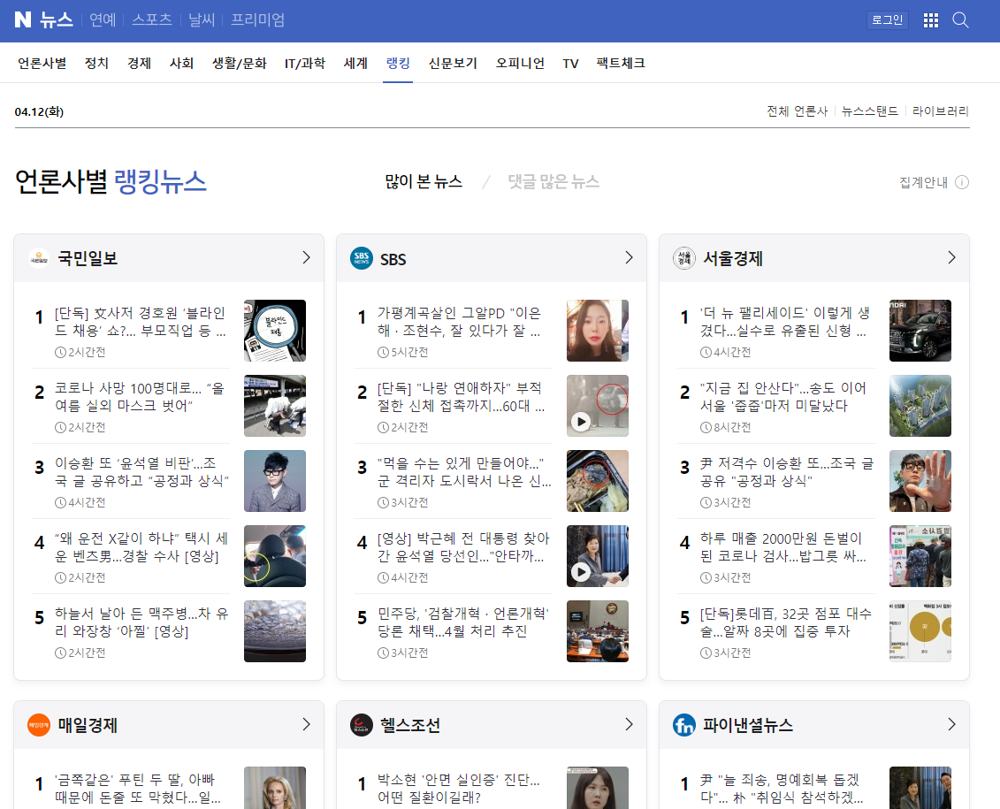 N 뉴스 연예 스포츠 날씨 프리미엄 로그인
언론사별 정치 경제 사회 생활/문화 IT/과학 세계 랭킹 신문보기 오피니언 TV 팩트체크
04.12(화) 전체 언론사 뉴스스탠드 라이브러리
언론사별 랭킹뉴스 많이 본 뉴스 / 댓글 많은 뉴스 집계안내
국민일보
1 [단독] 文사저 경호원 ‘블라인
드 채용’ 쇼?… 부모직업 등 ...
2시간전
블라인드
채용
2 코로나 사망 100명대로… “올
여름 실외 마스크 벗어”
2시간전
3 이승환 또 ‘윤석열 비판’…조
국 글 공유하고 “공정과 상식”
4시간전
4 “왜 운전 X같이 하냐” 택시 세
운 벤츠男…경찰 수사 [영상]
2시간전
5 하늘서 날아 든 맥주병…차 유
리 와장창 ‘아찔’ [영상]
2시간전
SBS NEWS
SBS
1 가평계곡살인 그알PD "이은
해 · 조현수, 잘 있다가 잘 ...
5시간전
2 [단독] "나랑 연애하자" 부적
절한 신체 접촉까지…60대 ...
2시간전
3 "먹을 수는 있게 만들어야…"
군 격리자 도시락서 나온 신...
3시간전
4 [영상] 박근혜 전 대통령 찾아
간 윤석열 당선인…"안타까...
4시간전
5 민주당, '검찰개혁 · 언론개혁'
당론 채택…4월 처리 추진
3시간전
서울
경제
서울경제
1 '더 뉴 팰리세이드' 이렇게 생
겼다…실수로 유출된 신형 ...
4시간전
2 "지금 집 안산다"…송도 이어
서울 '줍줍'마저 미달났다
8시간전
3 尹 저격수 이승환 또…조국 글
공유 "공정과 상식"
3시간전
4 하루 매출 2000만원 돈벌이
된 코로나 검사…밥그릇 싸...
3시간전
5 [단독]롯데百, 32곳 점포 대수
술…알짜 8곳에 집중 투자
3시간전
32
매일경제
매일경제
1 '금쪽같은' 푸틴 두 딸, 아빠
때문에 돈줄 또 막혔다…일...
헬스조선
헬스조선
1 박소현 '안면 실인증' 진단…
어떤 질환이길래?
fn
파이낸셜뉴스
1 尹 "늘 죄송, 명예회복 돕겠
다"… 朴 "취임식 참석하겠...